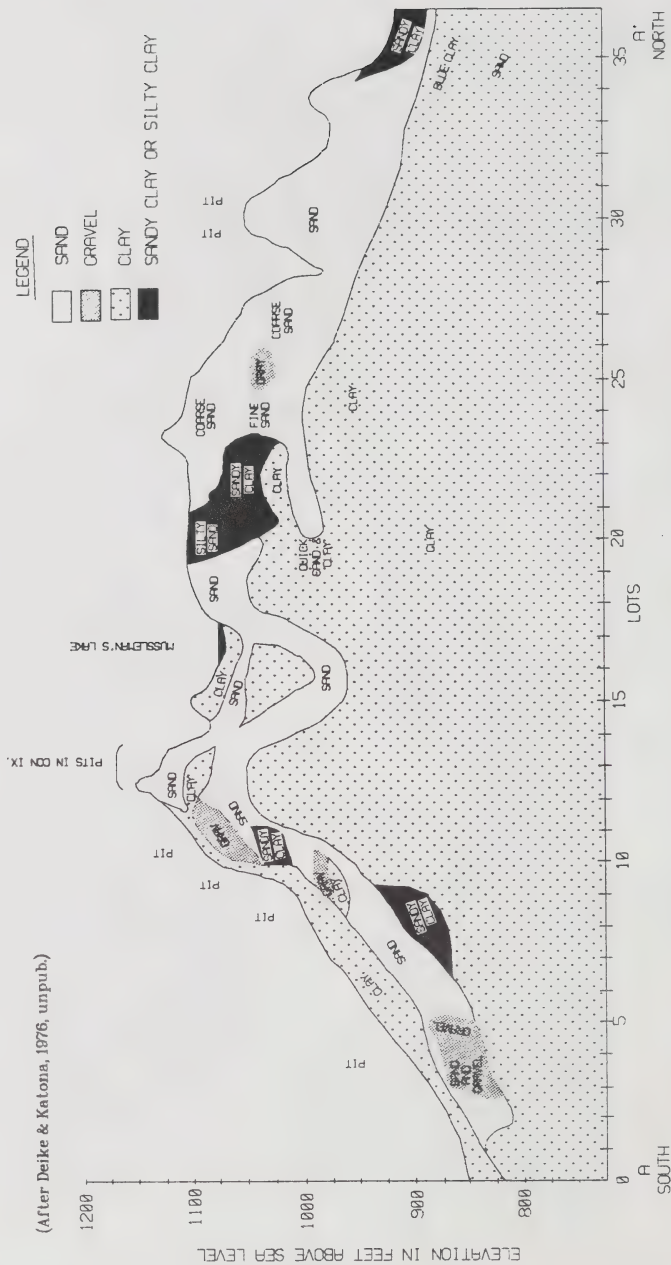 (After Deike & Katona, 1976, unpub.)
LEGEND
SAND
GRAVEL
CLAY
SANDY CLAY OR SILTY CLAY
ELEVATION IN FEET ABOVE SEA LEVEL
1200
1100
1000
900
800
PIT
PIT
PIT
PIT
PITS IN CON IX.
MUSSLEMAN'S LAKE
PIT
PIT
SAND
CLAY
GRAV
SAND
SANDY
CLAY
GRAV
CLAY
CLAY
SAND
SANDY
CLAY
GRAVEL
SAND
AND
GRAVEL
CLAY
SAND
SAND
SAND
SILTY
SAND
SANDY
CLAY
CLAY
QUICK
SAND &
CLAY
COARSE
SAND
FINE
SAND
GRAV
COARSE
SAND
SAND
SANDY
CLAY
BLUE CLAY
SAND
CLAY
CLAY
0
5
10
15
20
25
30
35
A
SOUTH
LOTS
A'
NORTH